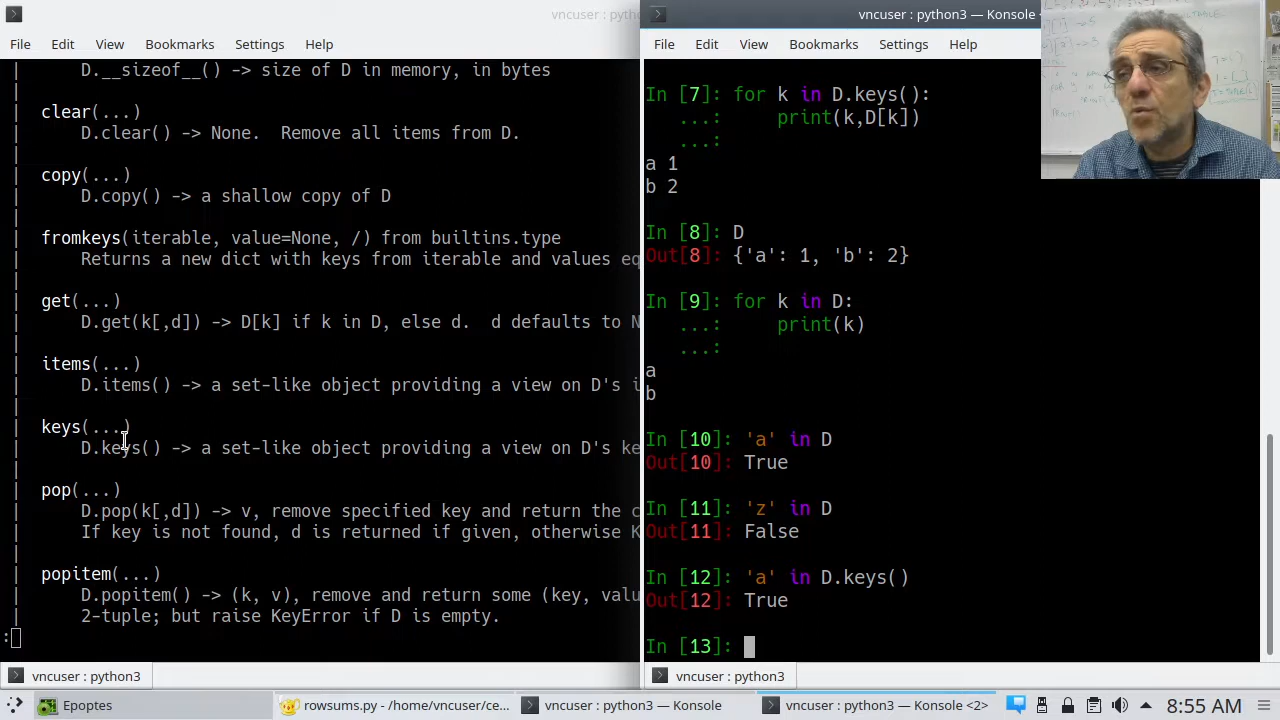 vncuser : python3 — Konsole
File Edit View Bookmarks Settings Help
| D.__sizeof__() -> size of D in memory, in bytes
|
| clear(...)
| D.clear() -> None. Remove all items from D.
|
| copy(...)
| D.copy() -> a shallow copy of D
|
| fromkeys(iterable, value=None, /) from builtins.type
| Returns a new dict with keys from iterable and values eq
|
| get(...)
| D.get(k[,d]) -> D[k] if k in D, else d. d defaults to N
|
| items(...)
| D.items() -> a set-like object providing a view on D's i
|
| keys(...)
| D.keys() -> a set-like object providing a view on D's ke
|
| pop(...)
| D.pop(k[,d]) -> v, remove specified key and return the c
| If key is not found, d is returned if given, otherwise K
|
| popitem(...)
| D.popitem() -> (k, v), remove and return some (key, valu
| 2-tuple; but raise KeyError if D is empty.
:
vncuser : python3
File Edit View Bookmarks Settings Help
In [7]: for k in D.keys():
...: print(k,D[k])
...:
a 1
b 2
In [8]: D
Out[8]: {'a': 1, 'b': 2}
In [9]: for k in D:
...: print(k)
...:
a
b
In [10]: 'a' in D
Out[10]: True
In [11]: 'z' in D
Out[11]: False
In [12]: 'a' in D.keys()
Out[12]: True
In [13]:
vncuser : python3
Epoptes
rowsums.py - /home/vncuser/ce...
vncuser : python3 — Konsole
vncuser : python3 — Konsole <2>
8:55 AM